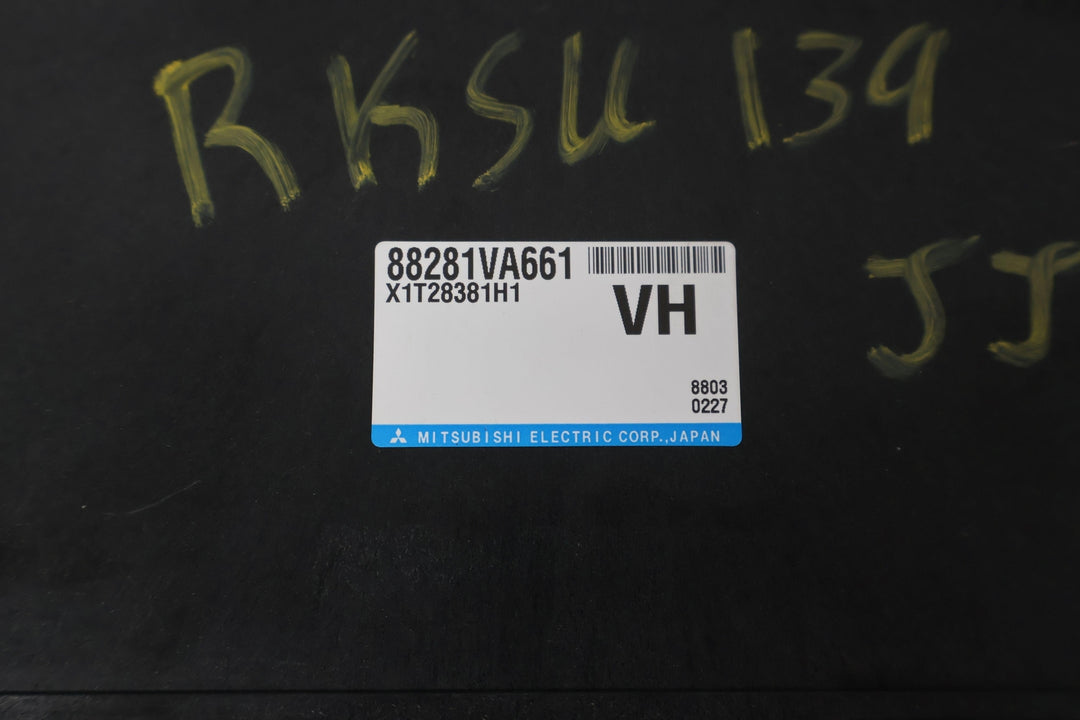 RKSU 139
JJ
88281VA661
X1T28381H1
VH
8803
0227
MITSUBISHI ELECTRIC CORP.,JAPAN